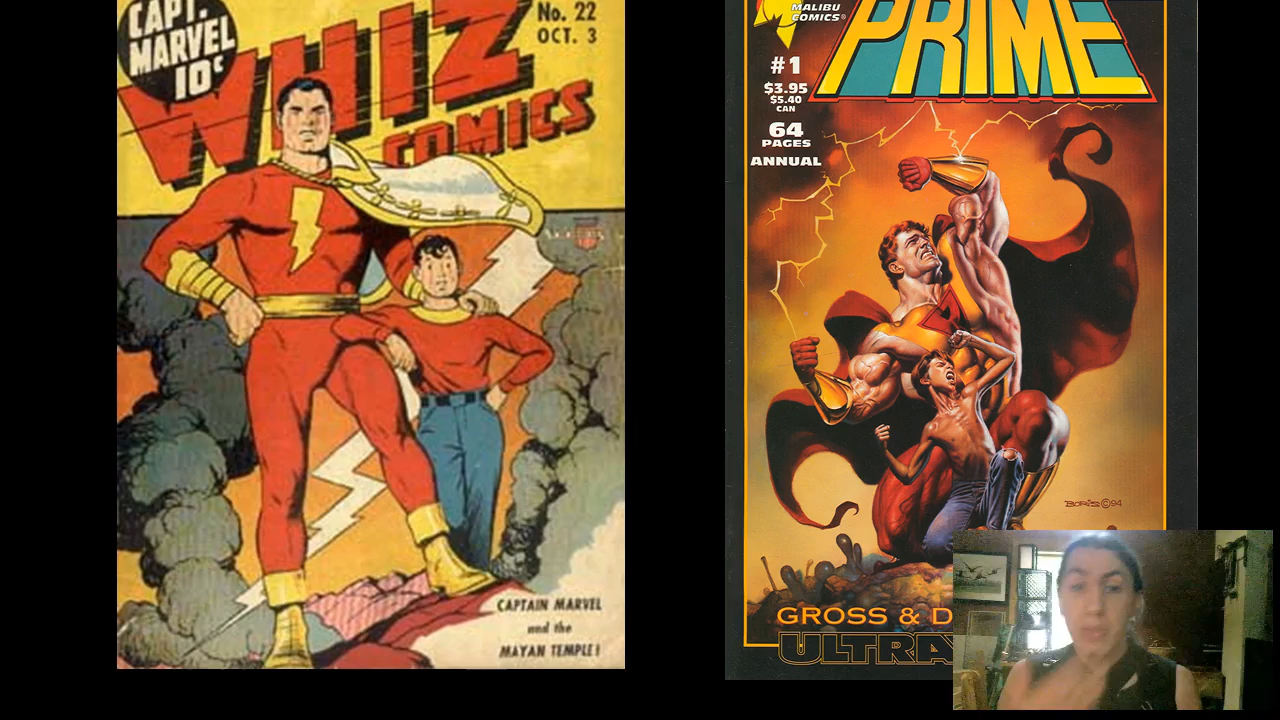 CAPT.
MARVEL
10¢
No. 22
OCT. 3
WHIZ
COMICS
CAPTAIN MARVEL
and the
MAYAN TEMPLE!
MALIBU
COMICS®
PRIME
#1
$3.95
$5.40
CAN
64
PAGES
ANNUAL
BORIS ©94
GROSS & D
ULTRA